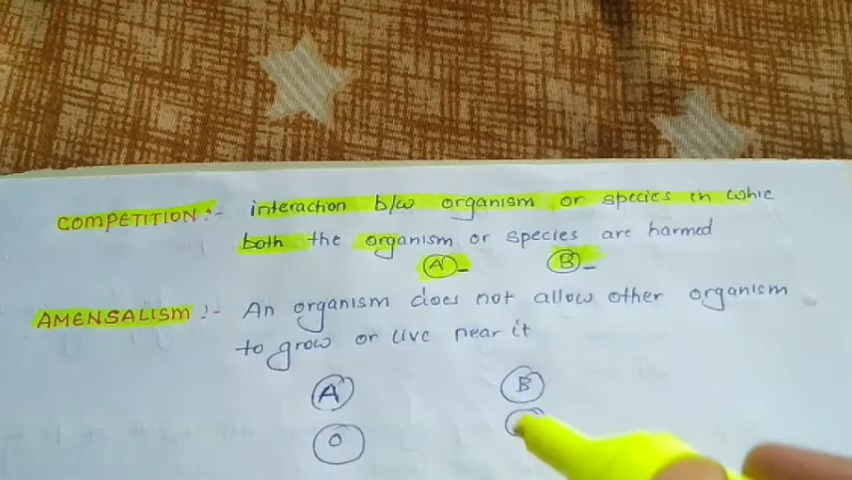 COMPETITION:- interaction b/w organism or species in whic
both the organism or species are harmed
A - B -
AMENSALISM :- An organism does not allow other organism
to grow or live near it
A B
O